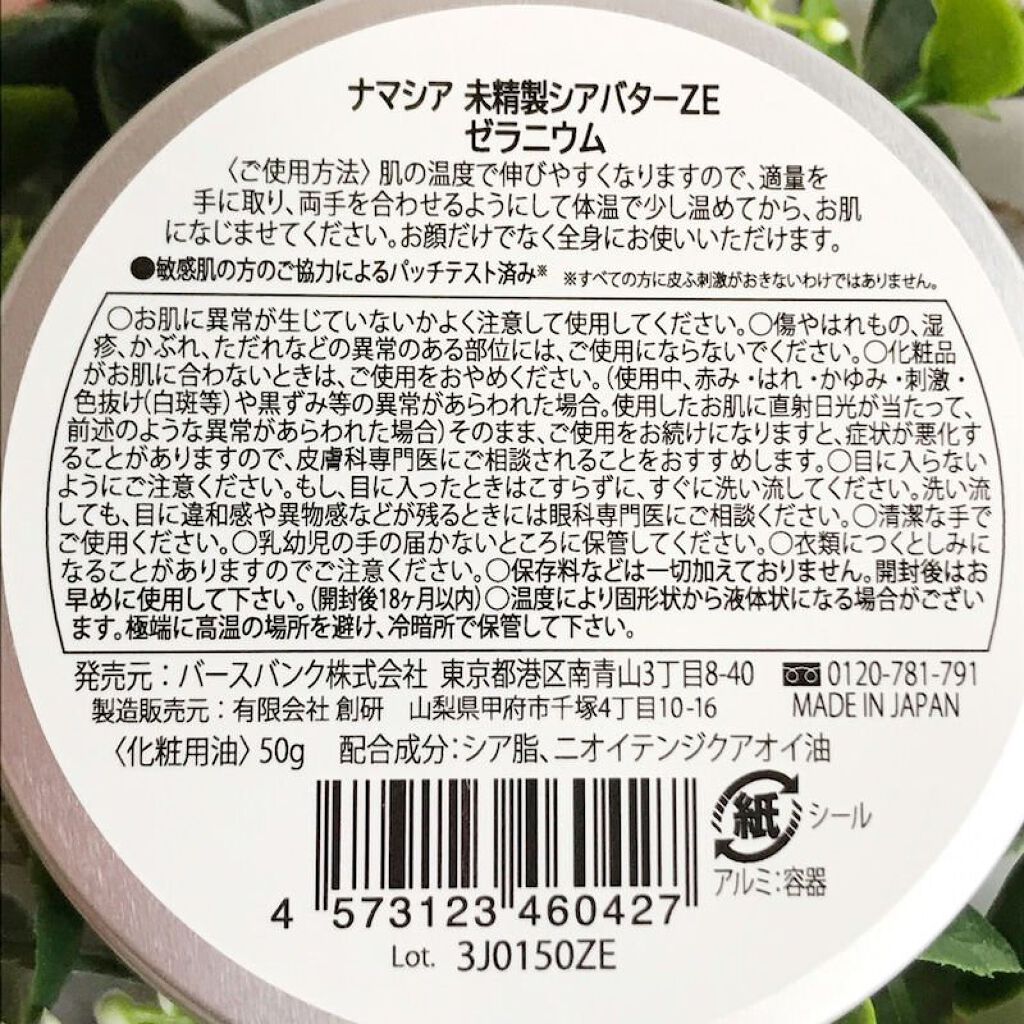 ナマシア 未精製シアバターZE
ゼラニウム
〈ご使用方法〉肌の温度で伸びやすくなりますので、適量を
手に取り、両手を合わせるようにして体温で少し温めてから、お肌
になじませてください。お顔だけでなく全身にお使いいただけます。
●敏感肌の方のご協力によるパッチテスト済み※ ※すべての方に皮ふ刺激がおきないわけではありません。
○お肌に異常が生じていないかよく注意して使用してください。○傷やはれもの、湿
疹、かぶれ、ただれなどの異常のある部位には、ご使用にならないでください。○化粧品
がお肌に合わないときは、ご使用をおやめください。(使用中、赤み・はれ・かゆみ・刺激・
色抜け(白斑等)や黒ずみ等の異常があらわれた場合。使用したお肌に直射日光が当たって、
前述のような異常があらわれた場合)そのまま、ご使用をお続けになりますと、症状が悪化す
ることがありますので、皮膚科専門医にご相談されることをおすすめします。○目に入らない
ようにご注意ください。もし、目に入ったときはこすらずに、すぐに洗い流してください。洗い流
しても、目に違和感や異物感などが残るときには眼科専門医にご相談ください。○清潔な手で
ご使用ください。○乳幼児の手の届かないところに保管してください。○衣類につくとしみに
なることがありますのでご注意ください。○保存料などは一切加えておりません。開封後はお
早めに使用して下さい。(開封後18ヶ月以内)○温度により固形状から液体状になる場合がござい
ます。極端に高温の場所を避け、冷暗所で保管して下さい。
発売元:バースバンク株式会社 東京都港区南青山3丁目8-40 0120-781-791
製造販売元:有限会社 創研 山梨県甲府市千塚4丁目10-16 MADE IN JAPAN
〈化粧用油〉50g 配合成分:シア脂、ニオイテンジクアオイ油
紙 シール
アルミ:容器
4 573123 460427
Lot. 3J0150ZE